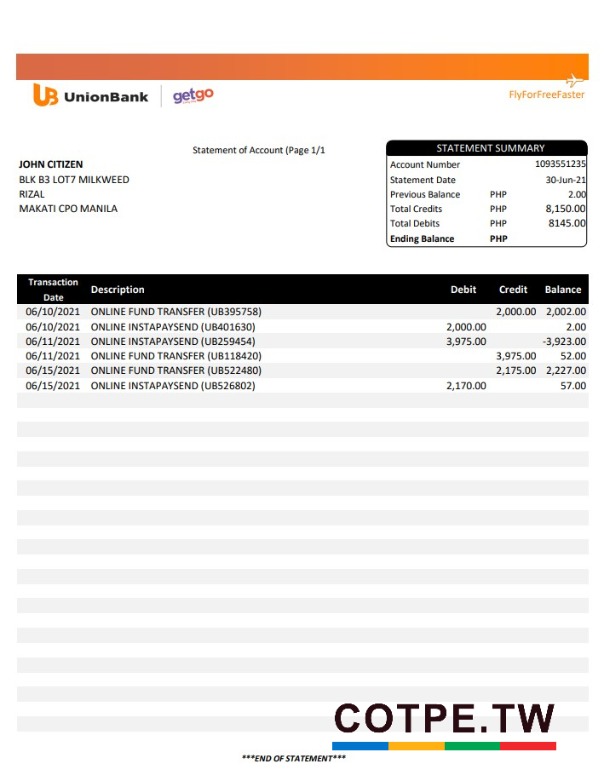 UB UnionBank getgo
FlyForFreeFaster
Statement of Account (Page 1/1
STATEMENT SUMMARY
JOHN CITIZEN
BLK B3 LOT7 MILKWEED
RIZAL
MAKATI CPO MANILA
Account Number 1093551235
Statement Date 30-Jun-21
Previous Balance PHP 2.00
Total Credits PHP 8,150.00
Total Debits PHP 8145.00
Ending Balance PHP
Transaction Date Description Debit Credit Balance
06/10/2021 ONLINE FUND TRANSFER (UB395758) 2,000.00 2,002.00
06/10/2021 ONLINE INSTAPAYSEND (UB401630) 2,000.00 2.00
06/11/2021 ONLINE INSTAPAYSEND (UB259454) 3,975.00 -3,923.00
06/11/2021 ONLINE FUND TRANSFER (UB118420) 3,975.00 52.00
06/15/2021 ONLINE FUND TRANSFER (UB522480) 2,175.00 2,227.00
06/15/2021 ONLINE INSTAPAYSEND (UB526802) 2,170.00 57.00
COTPE.TW
***END OF STATEMENT***